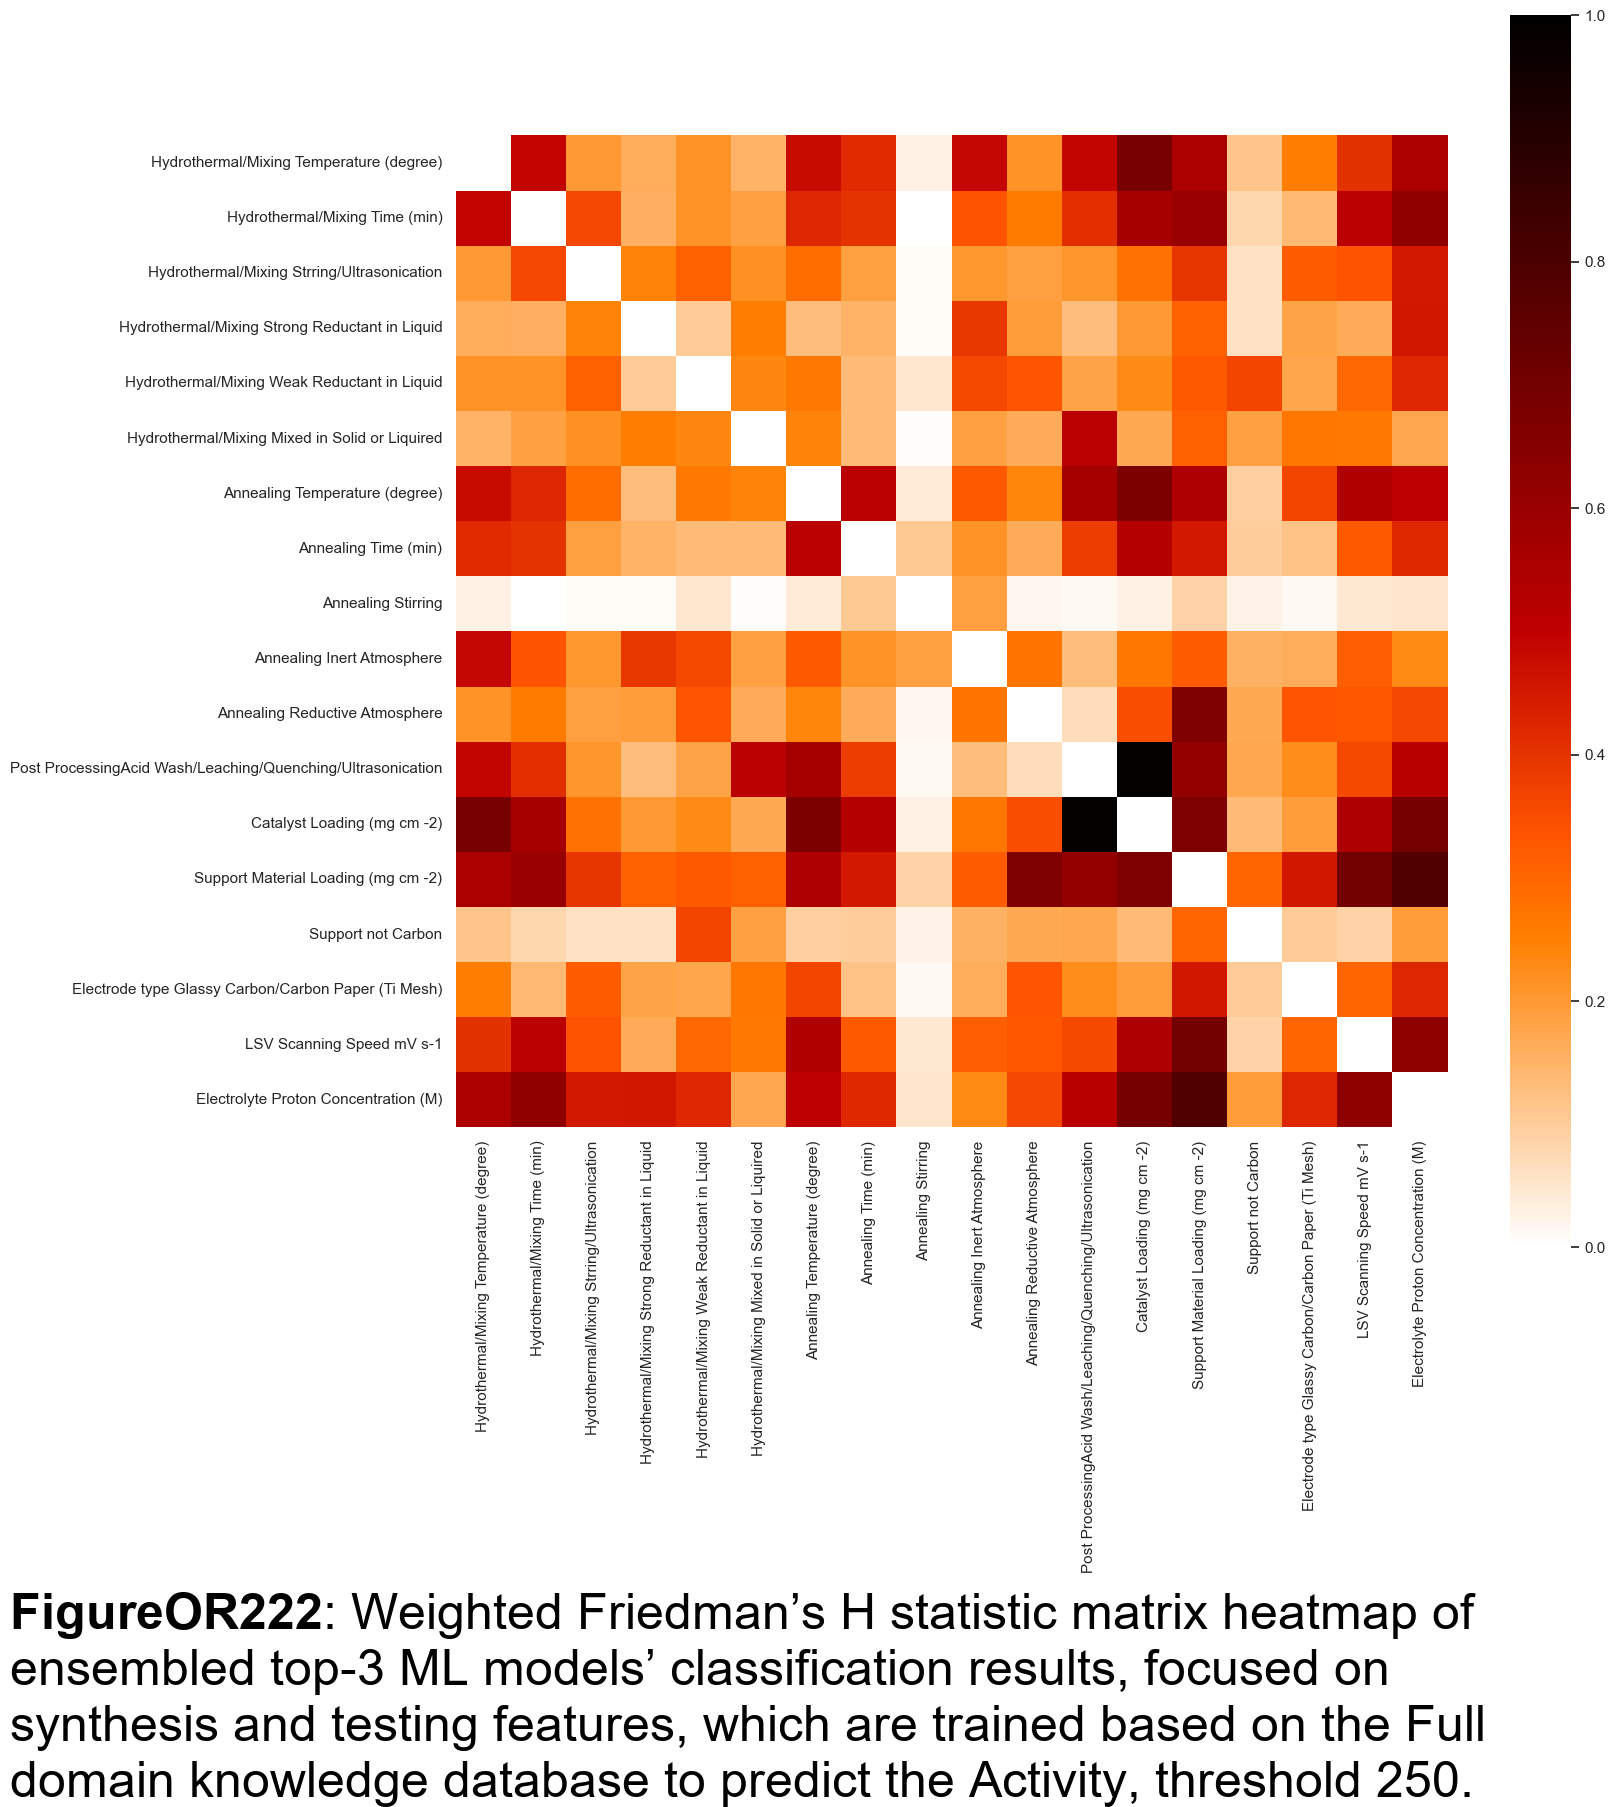 1.0
Hydrothermal/Mixing Temperature (degree)
Hydrothermal/Mixing Time (min)
0.8
Hydrothermal/Mixing Strring/Ultrasonication
Hydrothermal/Mixing Strong Reductant in Liquid
Hydrothermal/Mixing Weak Reductant in Liquid
Hydrothermal/Mixing Mixed in Solid or Liquired
Annealing Temperature (degree)
0.6
Annealing Time (min)
Annealing Stirring
Annealing Inert Atmosphere
Annealing Reductive Atmosphere
0.4
Post ProcessingAcid Wash/Leaching/Quenching/Ultrasonication
Catalyst Loading (mg cm -2)
Support Material Loading (mg cm -2)
Support not Carbon
Electrode type Glassy Carbon/Carbon Paper (Ti Mesh)
0.2
LSV Scanning Speed mV s-1
Electrolyte Proton Concentration (M)
0.0
Hydrothermal/Mixing Temperature (degree)
Hydrothermal/Mixing Time (min)
Hydrothermal/Mixing Strring/Ultrasonication
Hydrothermal/Mixing Strong Reductant in Liquid
Hydrothermal/Mixing Weak Reductant in Liquid
Hydrothermal/Mixing Mixed in Solid or Liquired
Annealing Temperature (degree)
Annealing Time (min)
Annealing Stirring
Annealing Inert Atmosphere
Annealing Reductive Atmosphere
Post ProcessingAcid Wash/Leaching/Quenching/Ultrasonication
Catalyst Loading (mg cm -2)
Support Material Loading (mg cm -2)
Support not Carbon
Electrode type Glassy Carbon/Carbon Paper (Ti Mesh)
LSV Scanning Speed mV s-1
Electrolyte Proton Concentration (M)
FigureOR222: Weighted Friedman’s H statistic matrix heatmap of
ensembled top-3 ML models’ classification results, focused on
synthesis and testing features, which are trained based on the Full
domain knowledge database to predict the Activity, threshold 250.